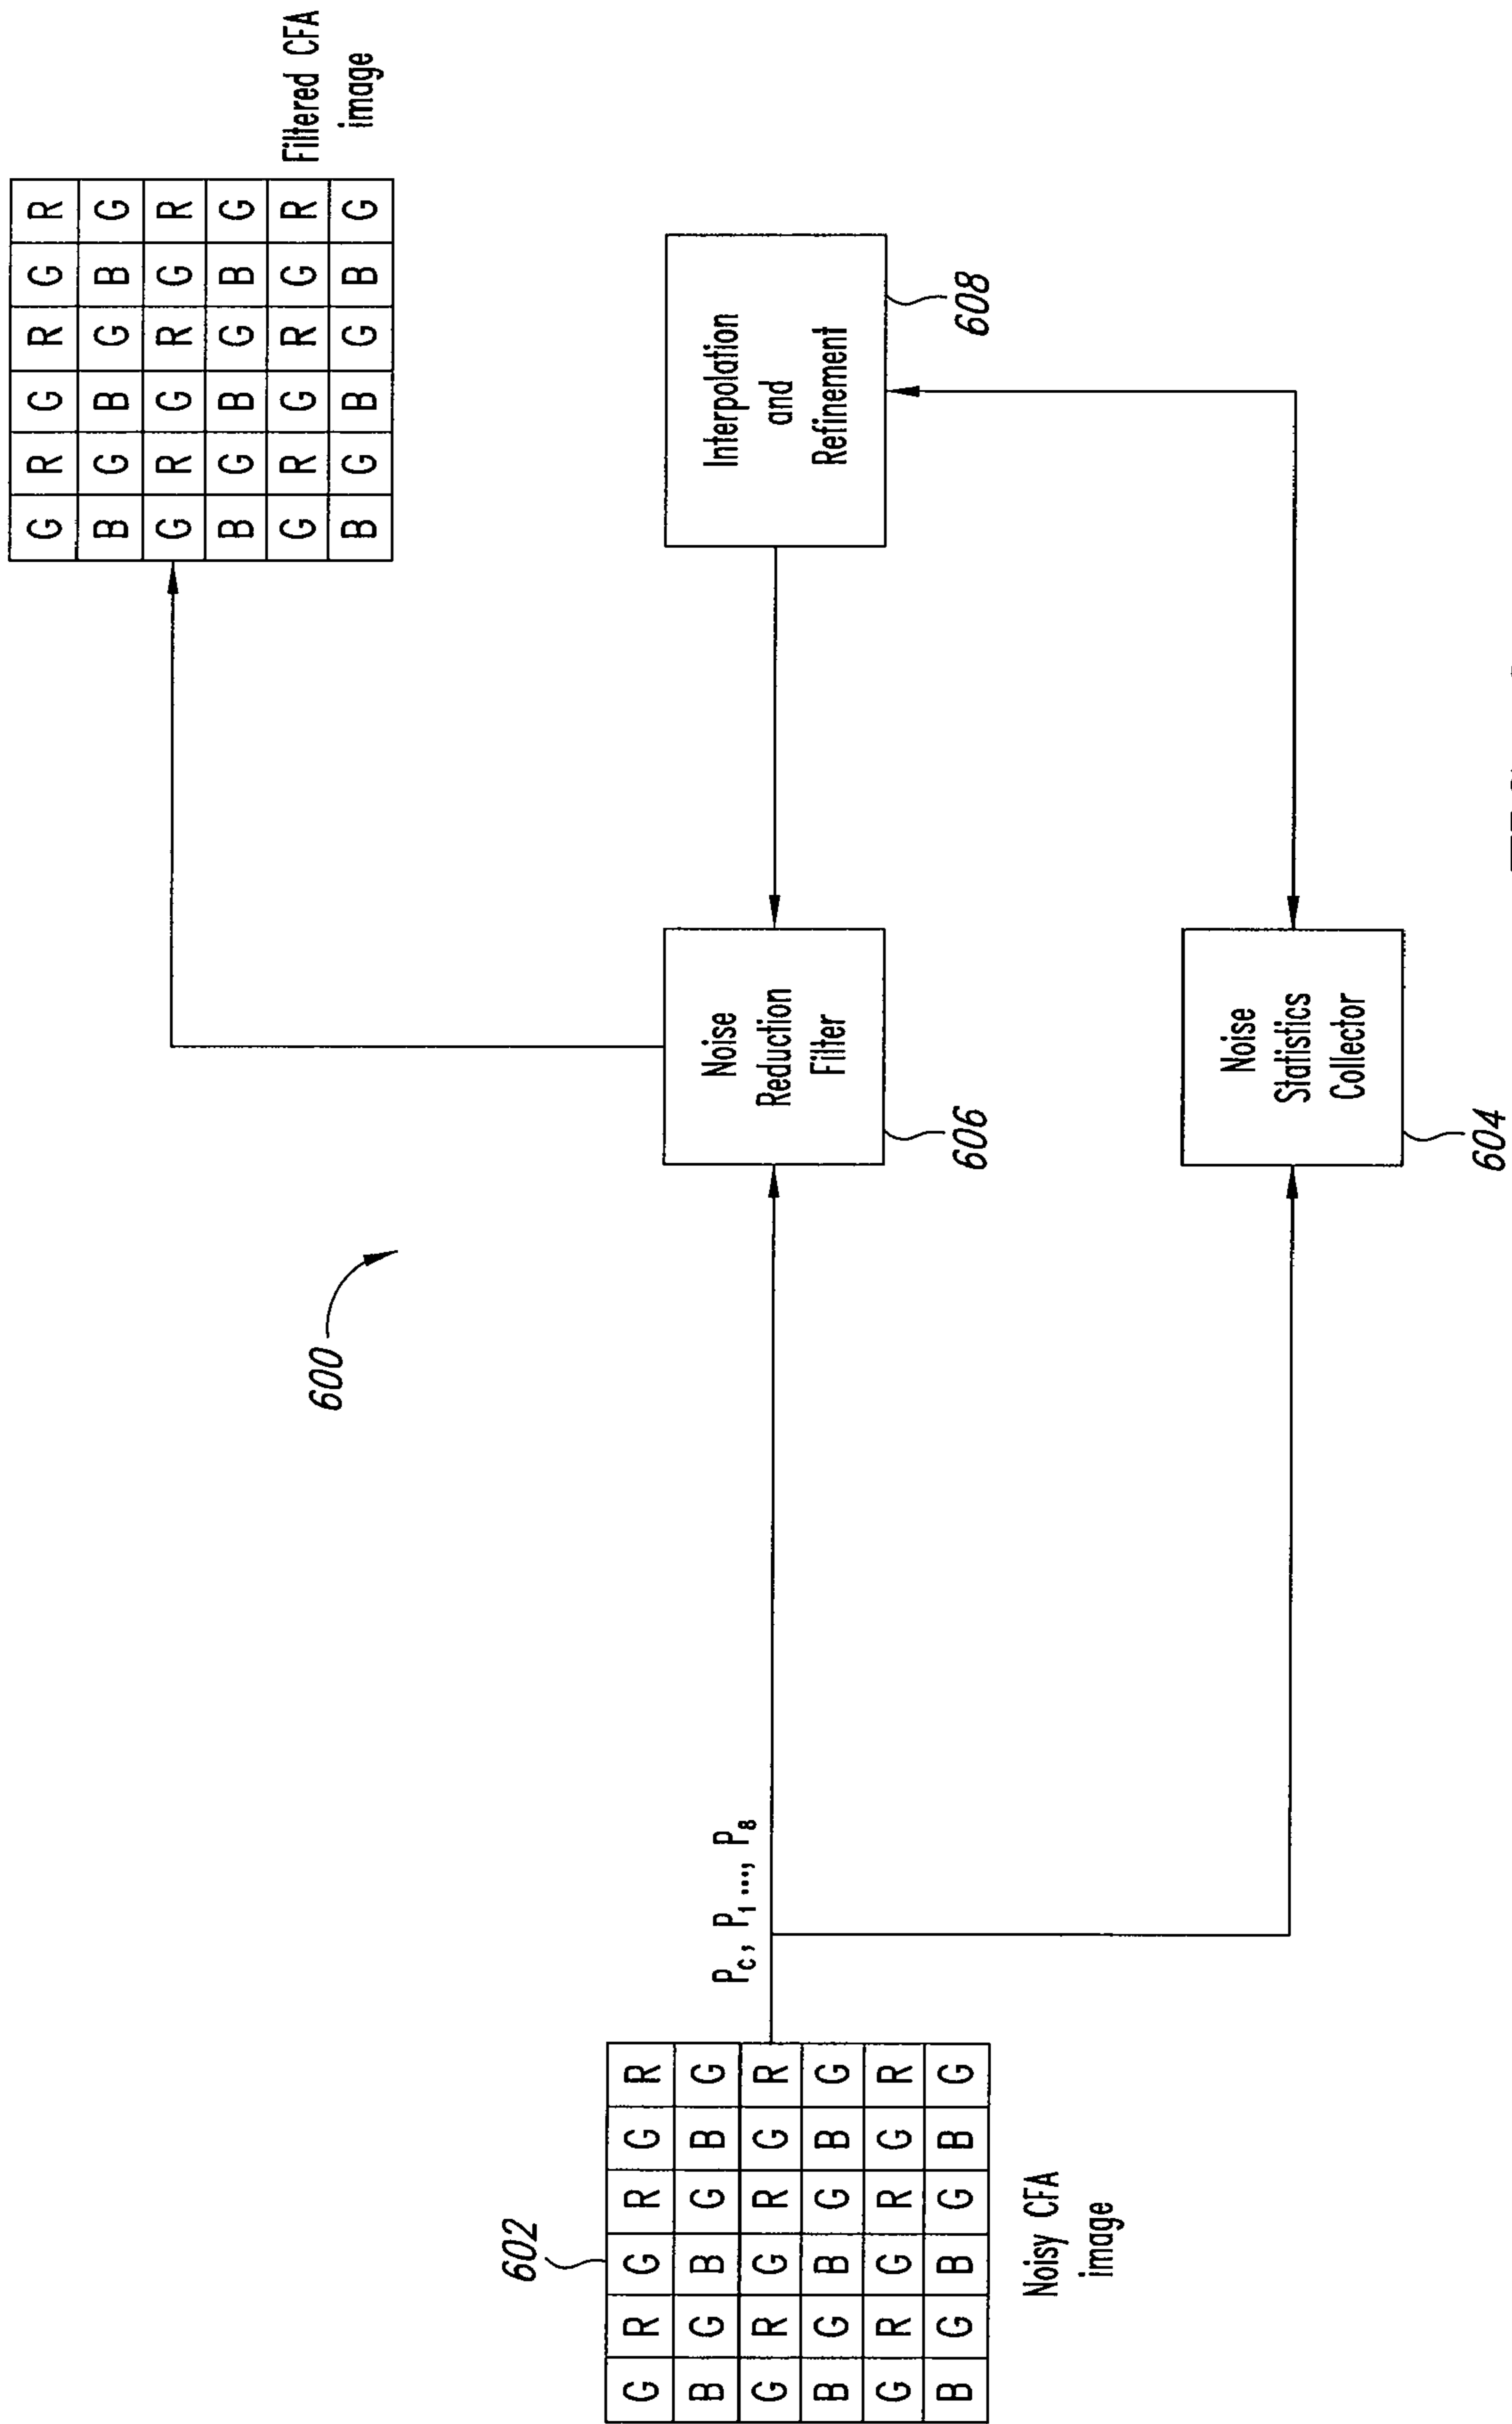 G R G R G R
B G B G B G
G R G R G R
B G B G B G
G R G R G R
B G B G B G
Filtered CFA
image
600
602
G R G R G R
B G B G B G
G R G R G R
B G B G B G
G R G R G R
B G B G B G
Noisy CFA
image
Pc, P1 ..., P8
Noise
Reduction
Filter
606
Interpolation
and
Refinement
608
Noise
Statistics
Collector
604